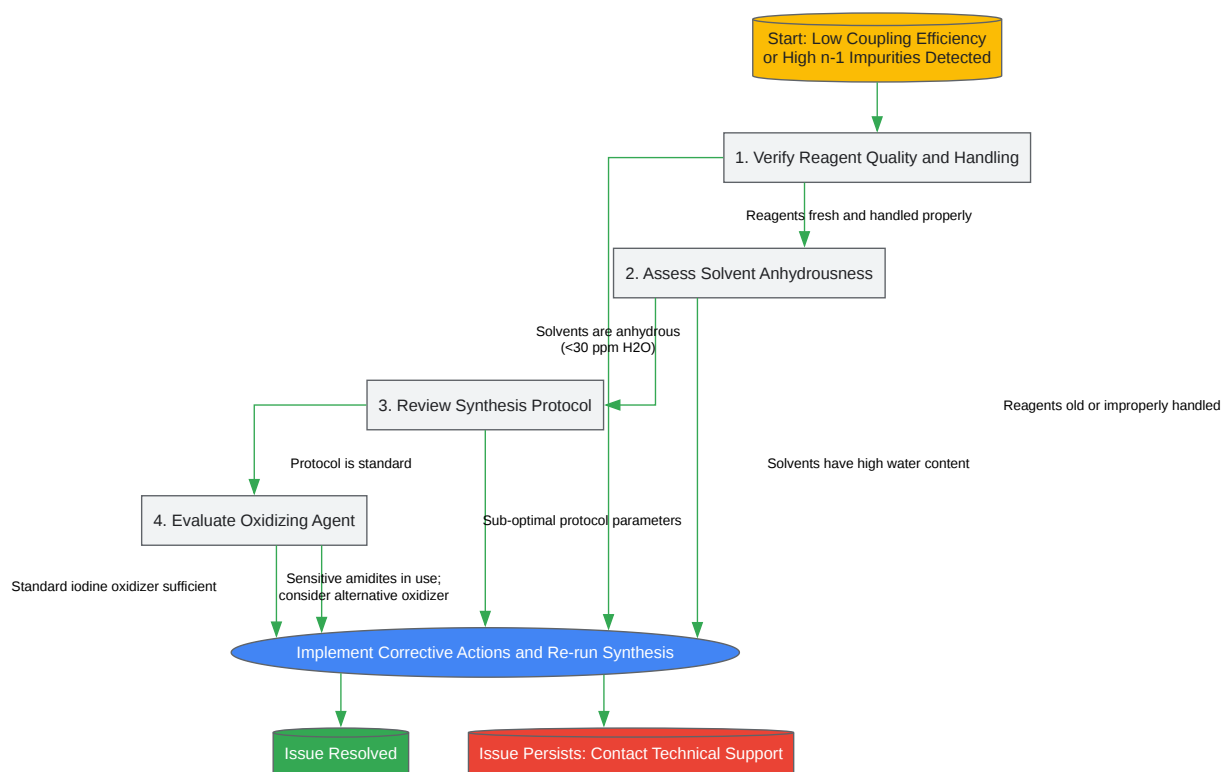 Start: Low Coupling Efficiency
or High n-1 Impurities Detected
1. Verify Reagent Quality and Handling
Reagents fresh and handled properly
2. Assess Solvent Anhydrousness
Solvents are anhydrous
(<30 ppm H2O)
3. Review Synthesis Protocol
Reagents old or improperly handled
Protocol is standard
Solvents have high water content
4. Evaluate Oxidizing Agent
Sub-optimal protocol parameters
Standard iodine oxidizer sufficient
Sensitive amidites in use;
consider alternative oxidizer
Implement Corrective Actions and Re-run Synthesis
Issue Resolved
Issue Persists: Contact Technical Support